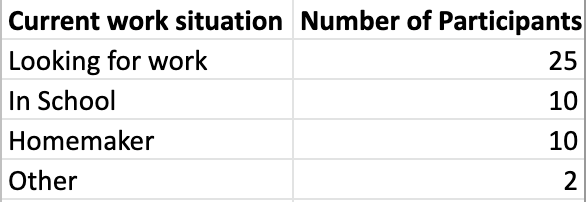 Current work situation Number of Participants
Looking for work 25
In School 10
Homemaker 10
Other 2